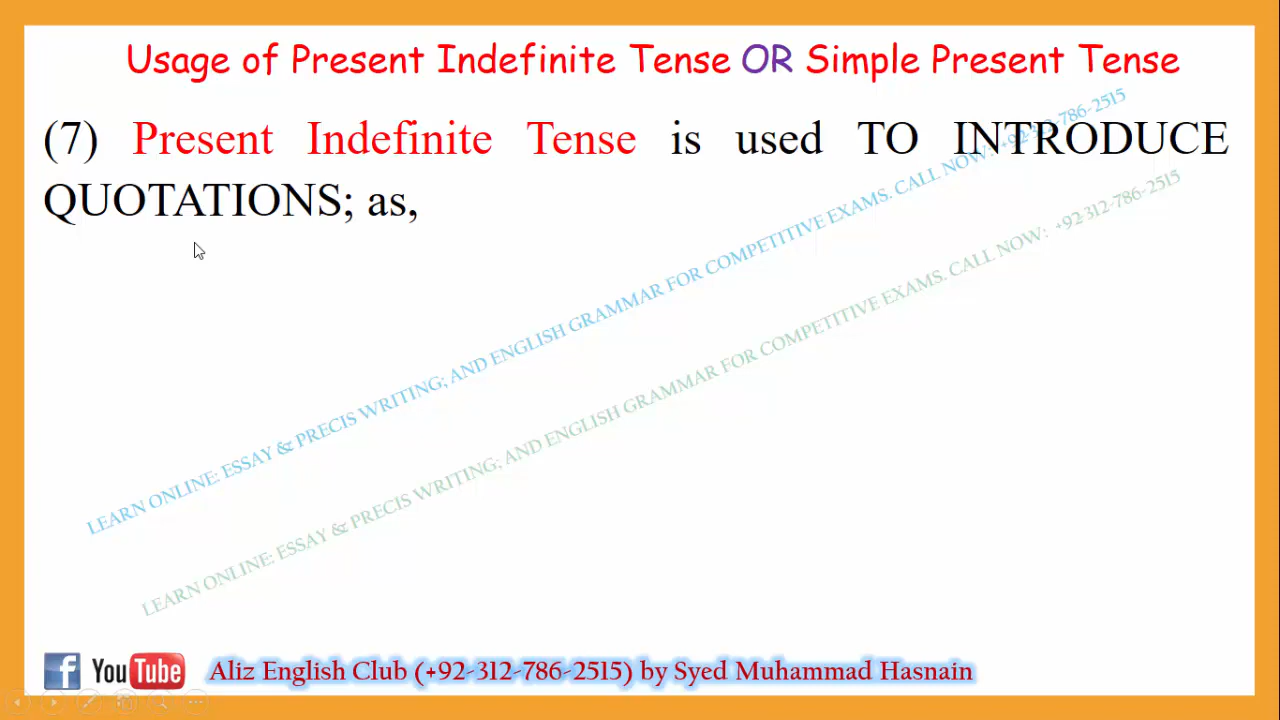 Usage of Present Indefinite Tense OR Simple Present Tense
(7) Present Indefinite Tense is used TO INTRODUCE
QUOTATIONS; as,
LEARN ONLINE: ESSAY & PRECIS WRITING; AND ENGLISH GRAMMAR FOR COMPETITIVE EXAMS. CALL NOW: +92-312-786-2515
LEARN ONLINE: ESSAY & PRECIS WRITING; AND ENGLISH GRAMMAR FOR COMPETITIVE EXAMS. CALL NOW: +92-312-786-2515
f YouTube Aliz English Club (+92-312-786-2515) by Syed Muhammad Hasnain